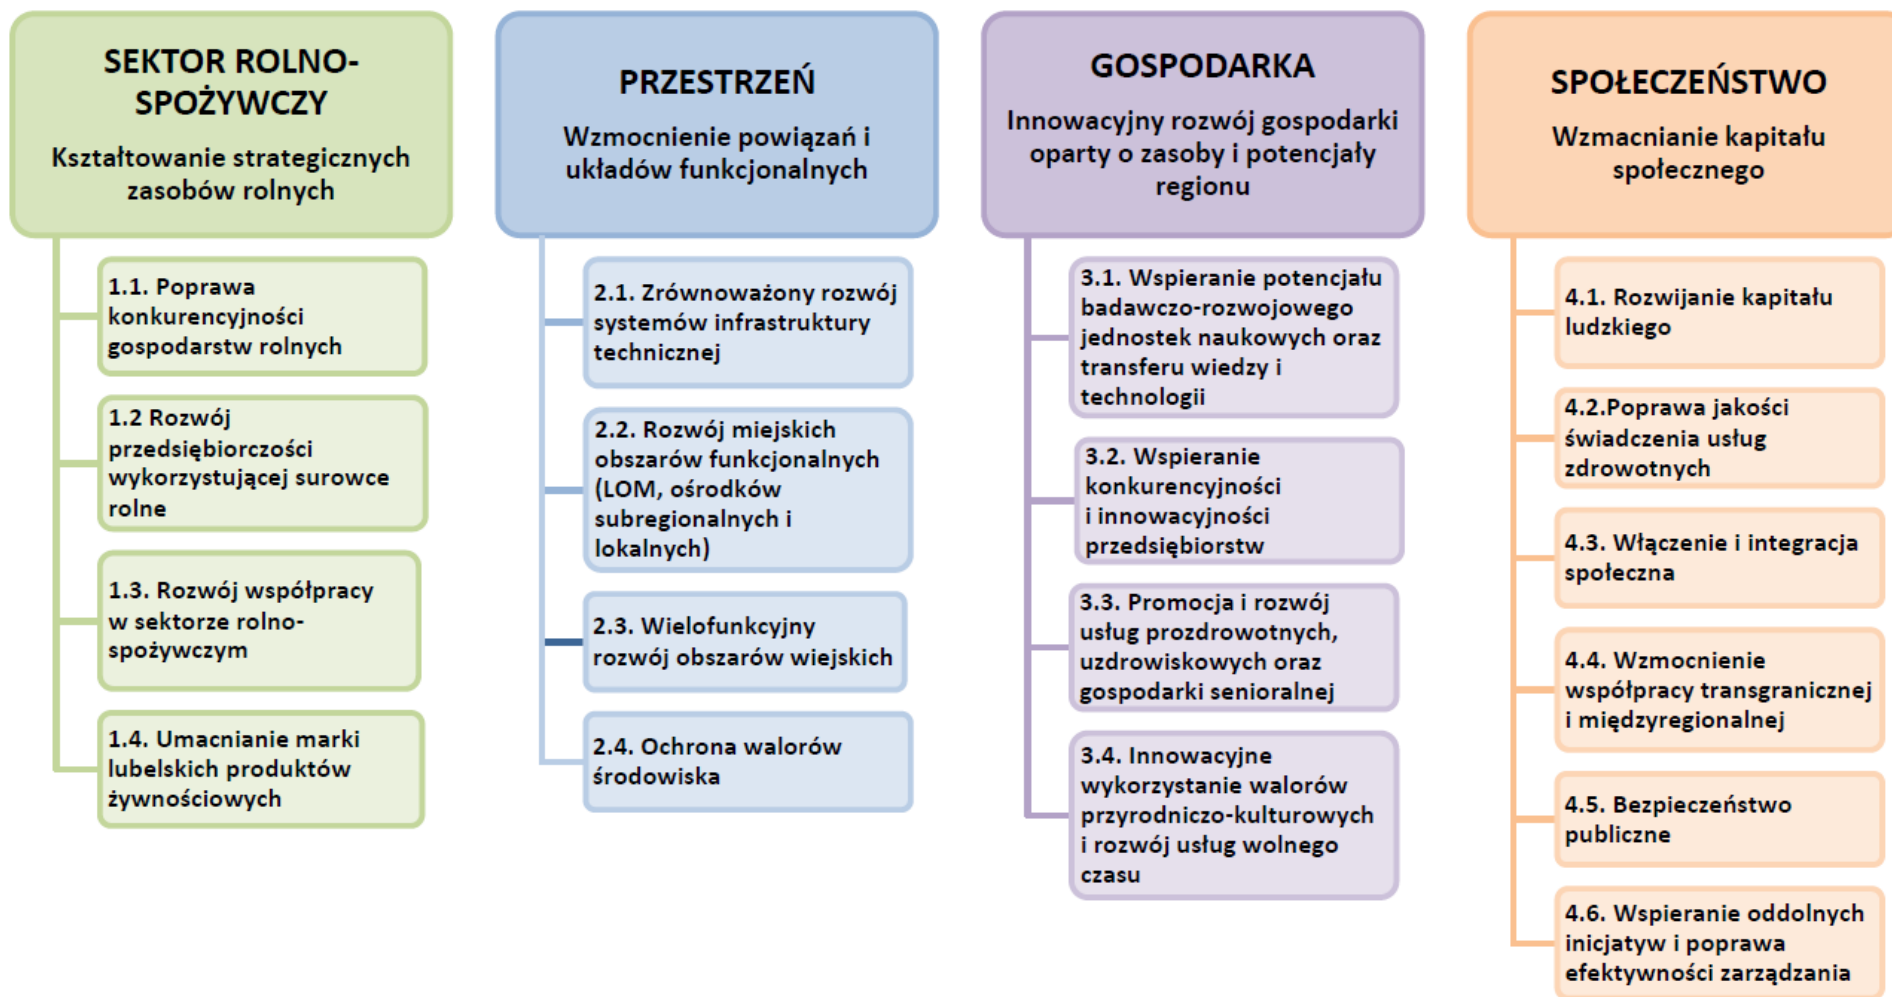 SEKTOR ROLNO-
SPOŻYWCZY
Kształtowanie strategicznych
zasobów rolnych
1.1. Poprawa
konkurencyjności
gospodarstw rolnych
1.2 Rozwój
przedsiębiorczości
wykorzystującej surowce
rolne
1.3. Rozwój współpracy
w sektorze rolno-
spożywczym
1.4. Umacnianie marki
lubelskich produktów
żywnościowych
PRZESTRZEŃ
Wzmocnienie powiązań i
układów funkcjonalnych
2.1. Zrównoważony rozwój
systemów infrastruktury
technicznej
2.2. Rozwój miejskich
obszarów funkcjonalnych
(LOM, ośrodków
subregionalnych i
lokalnych)
2.3. Wielofunkcyjny
rozwój obszarów wiejskich
2.4. Ochrona walorów
środowiska
GOSPODARKA
Innowacyjny rozwój gospodarki
oparty o zasoby i potencjały
regionu
3.1. Wspieranie potencjału
badawczo-rozwojowego
jednostek naukowych oraz
transferu wiedzy i
technologii
3.2. Wspieranie
konkurencyjności
i innowacyjności
przedsiębiorstw
3.3. Promocja i rozwój
usług prozdrowotnych,
uzdrowiskowych oraz
gospodarki senioralnej
3.4. Innowacyjne
wykorzystanie walorów
przyrodniczo-kulturowych
i rozwój usług wolnego
czasu
SPOŁECZEŃSTWO
Wzmacnianie kapitału
społecznego
4.1. Rozwijanie kapitału
ludzkiego
4.2.Poprawa jakości
świadczenia usług
zdrowotnych
4.3. Włączenie i integracja
społeczna
4.4. Wzmocnienie
współpracy transgranicznej
i międzyregionalnej
4.5. Bezpieczeństwo
publiczne
4.6. Wspieranie oddolnych
inicjatyw i poprawa
efektywności zarządzania